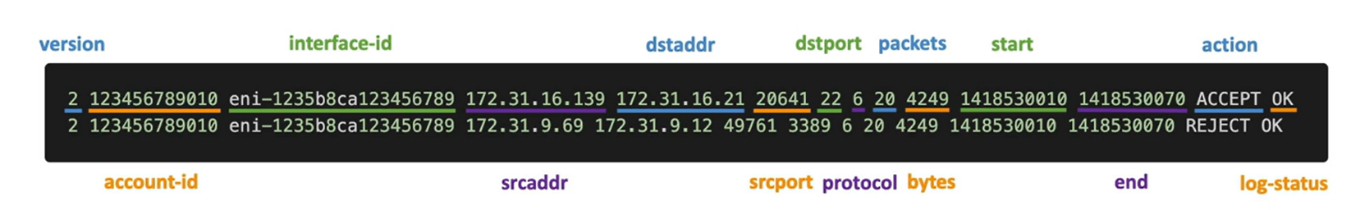 version interface-id dstaddr dstport packets start action
2 123456789010 eni-1235b8ca123456789 172.31.16.139 172.31.16.21 20641 22 6 20 4249 1418530010 1418530070 ACCEPT OK
2 123456789010 eni-1235b8ca123456789 172.31.9.69 172.31.9.12 49761 3389 6 20 4249 1418530010 1418530070 REJECT OK
account-id srcaddr srcport protocol bytes end log-status